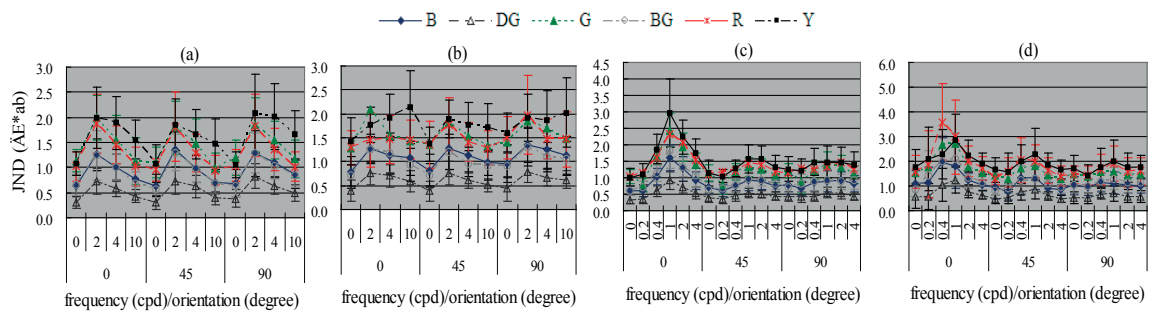 B DG G BG R Y
(a) (b) (c) (d)
JND (ÄE*ab)
3.0 2.5 2.0 1.5 1.0 0.5 0.0
3.0 2.5 2.0 1.5 1.0 0.5 0.0
4.5 4.0 3.5 3.0 2.5 2.0 1.5 1.0 0.5 0.0
6.0 5.0 4.0 3.0 2.0 1.0 0.0
0 2 4 10 0 2 4 10 0 2 4 10
0 2 4 10 0 2 4 10 0 2 4 10
0 0.2 0.4 1 2 4 0 0.2 0.4 1 2 4 0 0.2 0.4 1 2 4
0 0.2 0.4 1 2 4 0 0.2 0.4 1 2 4 0 0.2 0.4 1 2 4
0 45 90 0 45 90 0 45 90 0 45 90
frequency (cpd)/orientation (degree) frequency (cpd)/orientation (degree) frequency (cpd)/orientation (degree) frequency (cpd)/orientation (degree)